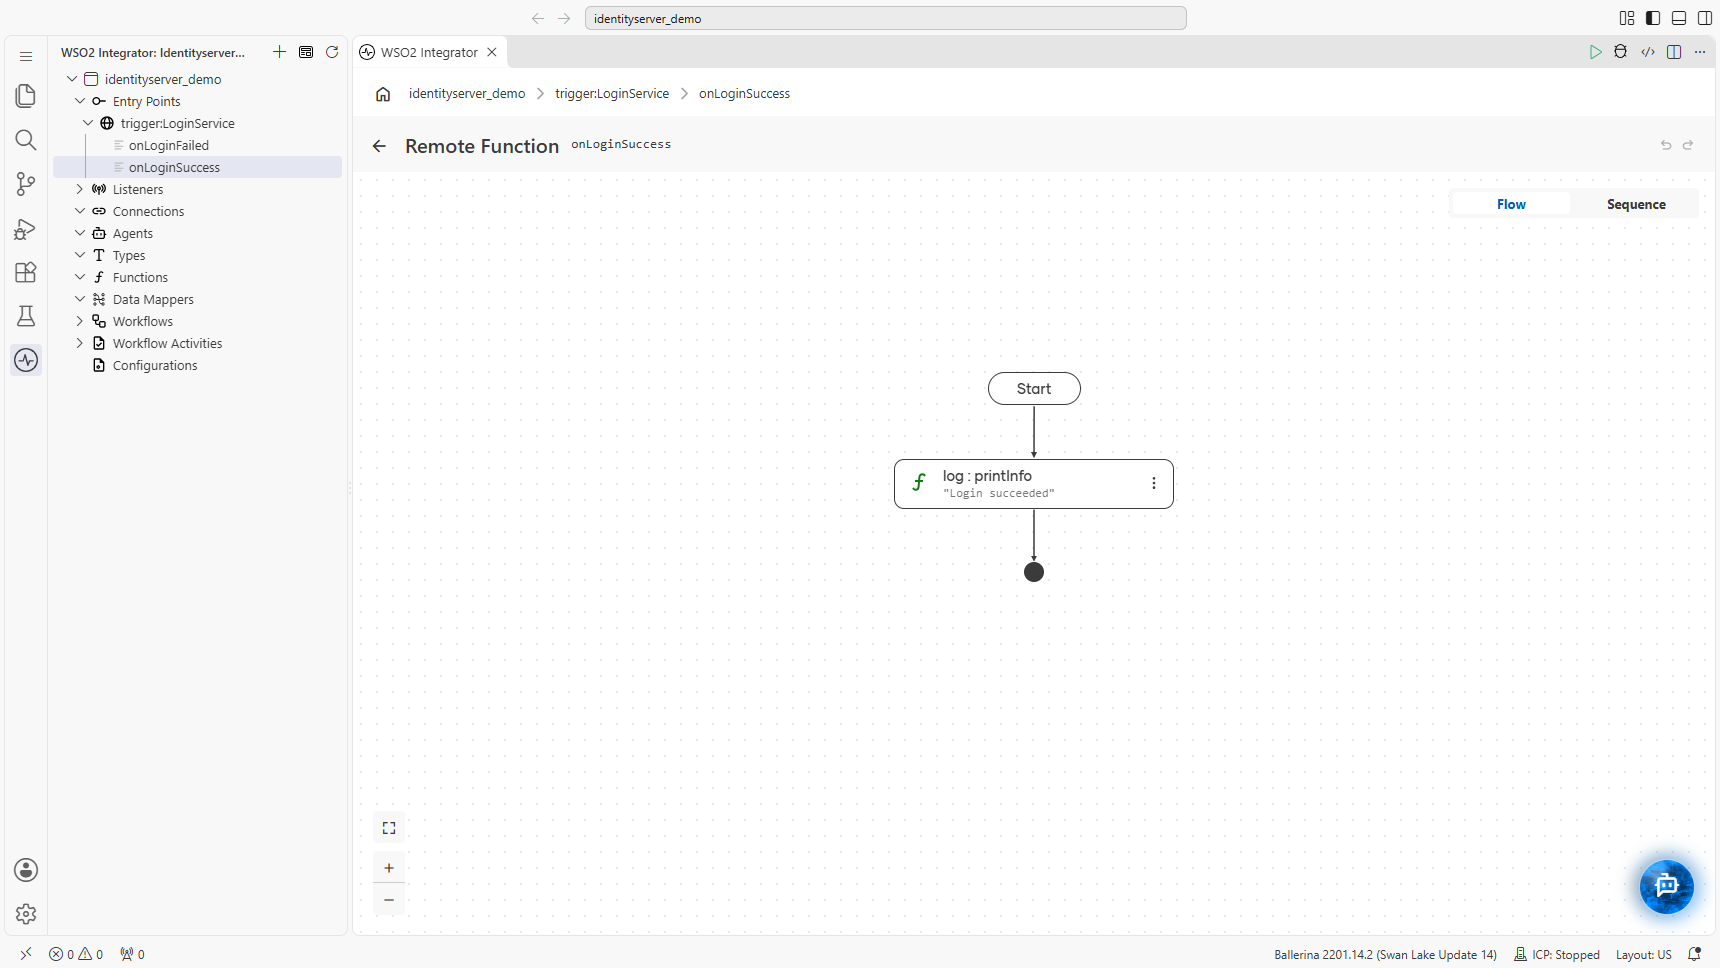 identityserver_demo
WSO2 Integrator: Identityserver...
WSO2 Integrator
identityserver_demo
Entry Points
trigger:LoginService
onLoginFailed
onLoginSuccess
Listeners
Connections
Agents
Types
Functions
Data Mappers
Workflows
Workflow Activities
Configurations
identityserver_demo > trigger:LoginService > onLoginSuccess
Remote Function onLoginSuccess
Flow Sequence
Start
log : printInfo
"Login succeeded"
0 0 0
Ballerina 2201.14.2 (Swan Lake Update 14) ICP: Stopped Layout: US